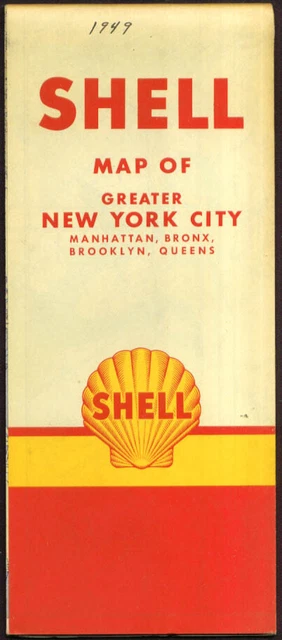 1949
SHELL
MAP OF
GREATER
NEW YORK CITY
MANHATTAN, BRONX,
BROOKLYN, QUEENS
SHELL